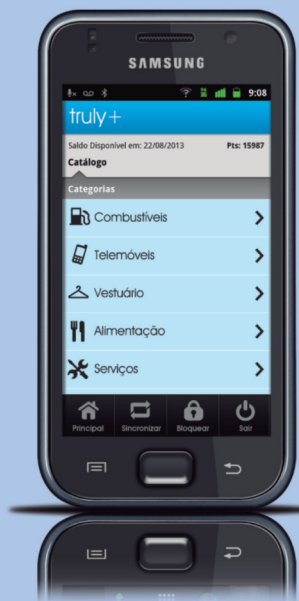 SAMSUNG
9:08
truly+
Saldo Disponível em: 22/08/2013 Pts: 15987
Catálogo
Categorias
Combustíveis
Telemóveis
Vestuário
Alimentação
Serviços
Principal Sincronizar Bloquear Sair